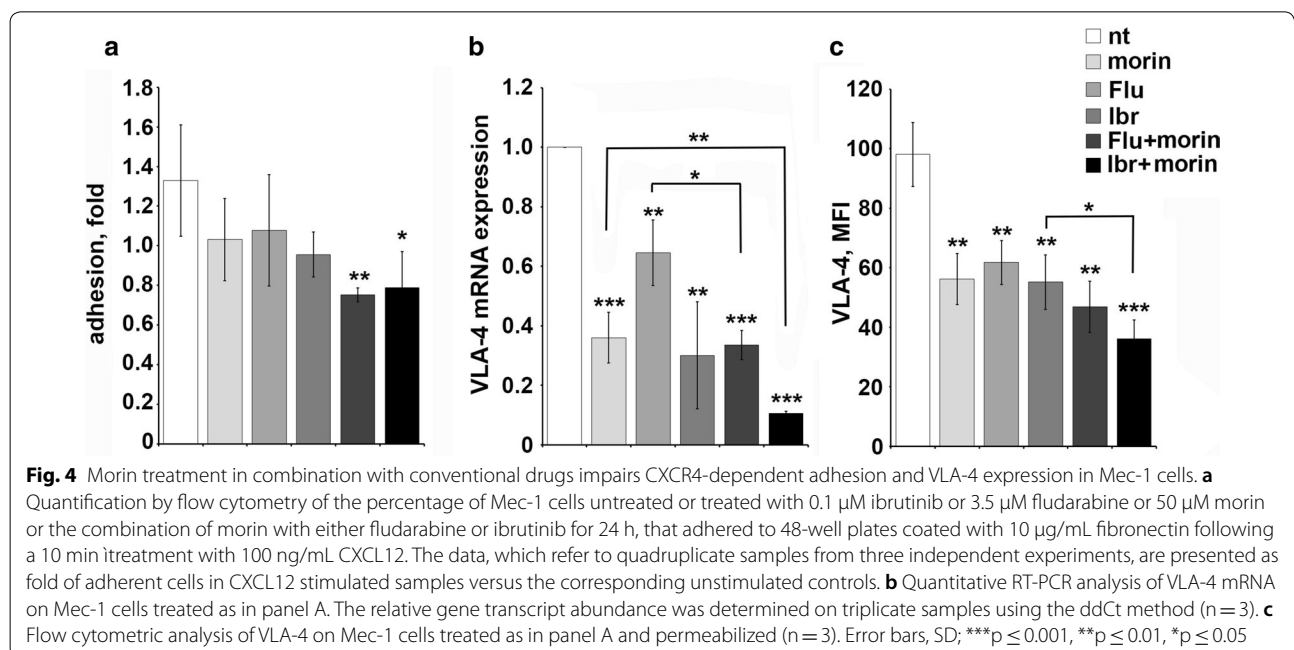 a
b
c
nt
morin
Flu
Ibr
Flu+morin
Ibr+morin
adhesion, fold
1.8
1.6
1.4
1.2
1.0
0.8
0.6
0.4
0.2
0
**
*
VLA-4 mRNA expression
1.2
1.0
0.8
0.6
0.4
0.2
0
***
**
**
***
***
*
**
VLA-4, MFI
120
100
80
60
40
20
0
**
**
**
**
***
*
Fig. 4 Morin treatment in combination with conventional drugs impairs CXCR4-dependent adhesion and VLA-4 expression in Mec-1 cells. a
Quantification by flow cytometry of the percentage of Mec-1 cells untreated or treated with 0.1 µM ibrutinib or 3.5 µM fludarabine or 50 µM morin
or the combination of morin with either fludarabine or ibrutinib for 24 h, that adhered to 48-well plates coated with 10 µg/mL fibronectin following
a 10 min ìtreatment with 100 ng/mL CXCL12. The data, which refer to quadruplicate samples from three independent experiments, are presented as
fold of adherent cells in CXCL12 stimulated samples versus the corresponding unstimulated controls. b Quantitative RT-PCR analysis of VLA-4 mRNA
on Mec-1 cells treated as in panel A. The relative gene transcript abundance was determined on triplicate samples using the ddCt method (n = 3). c
Flow cytometric analysis of VLA-4 on Mec-1 cells treated as in panel A and permeabilized (n = 3). Error bars, SD; ***p ≤ 0.001, **p ≤ 0.01, *p ≤ 0.05